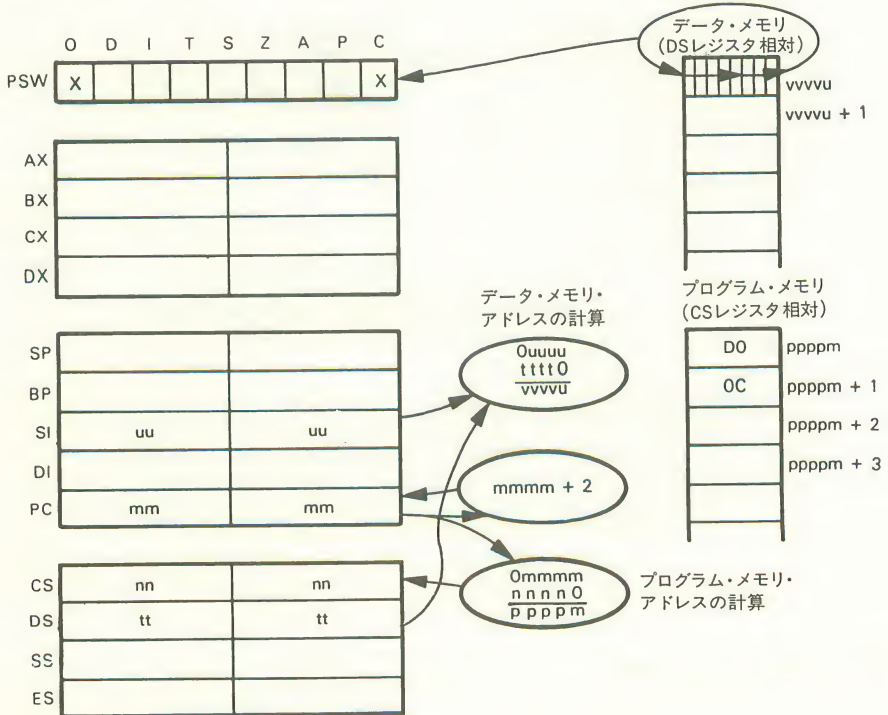 O D I T S Z A P C
PSW X X
データ・メモリ
(DSレジスタ相対)
vvvvu
vvvvu + 1
AX
BX
CX
DX
データ・メモリ・
アドレスの計算
プログラム・メモリ
(CSレジスタ相対)
SP
BP
SI uu uu
DI
PC mm mm
0uuuu
tttt0
vvvvu
mmmm + 2
D0 ppppm
0C ppppm + 1
ppppm + 2
ppppm + 3
CS nn nn
DS tt tt
SS
ES
0mmmm
nnnn0
ppppm
プログラム・メモリ・
アドレスの計算